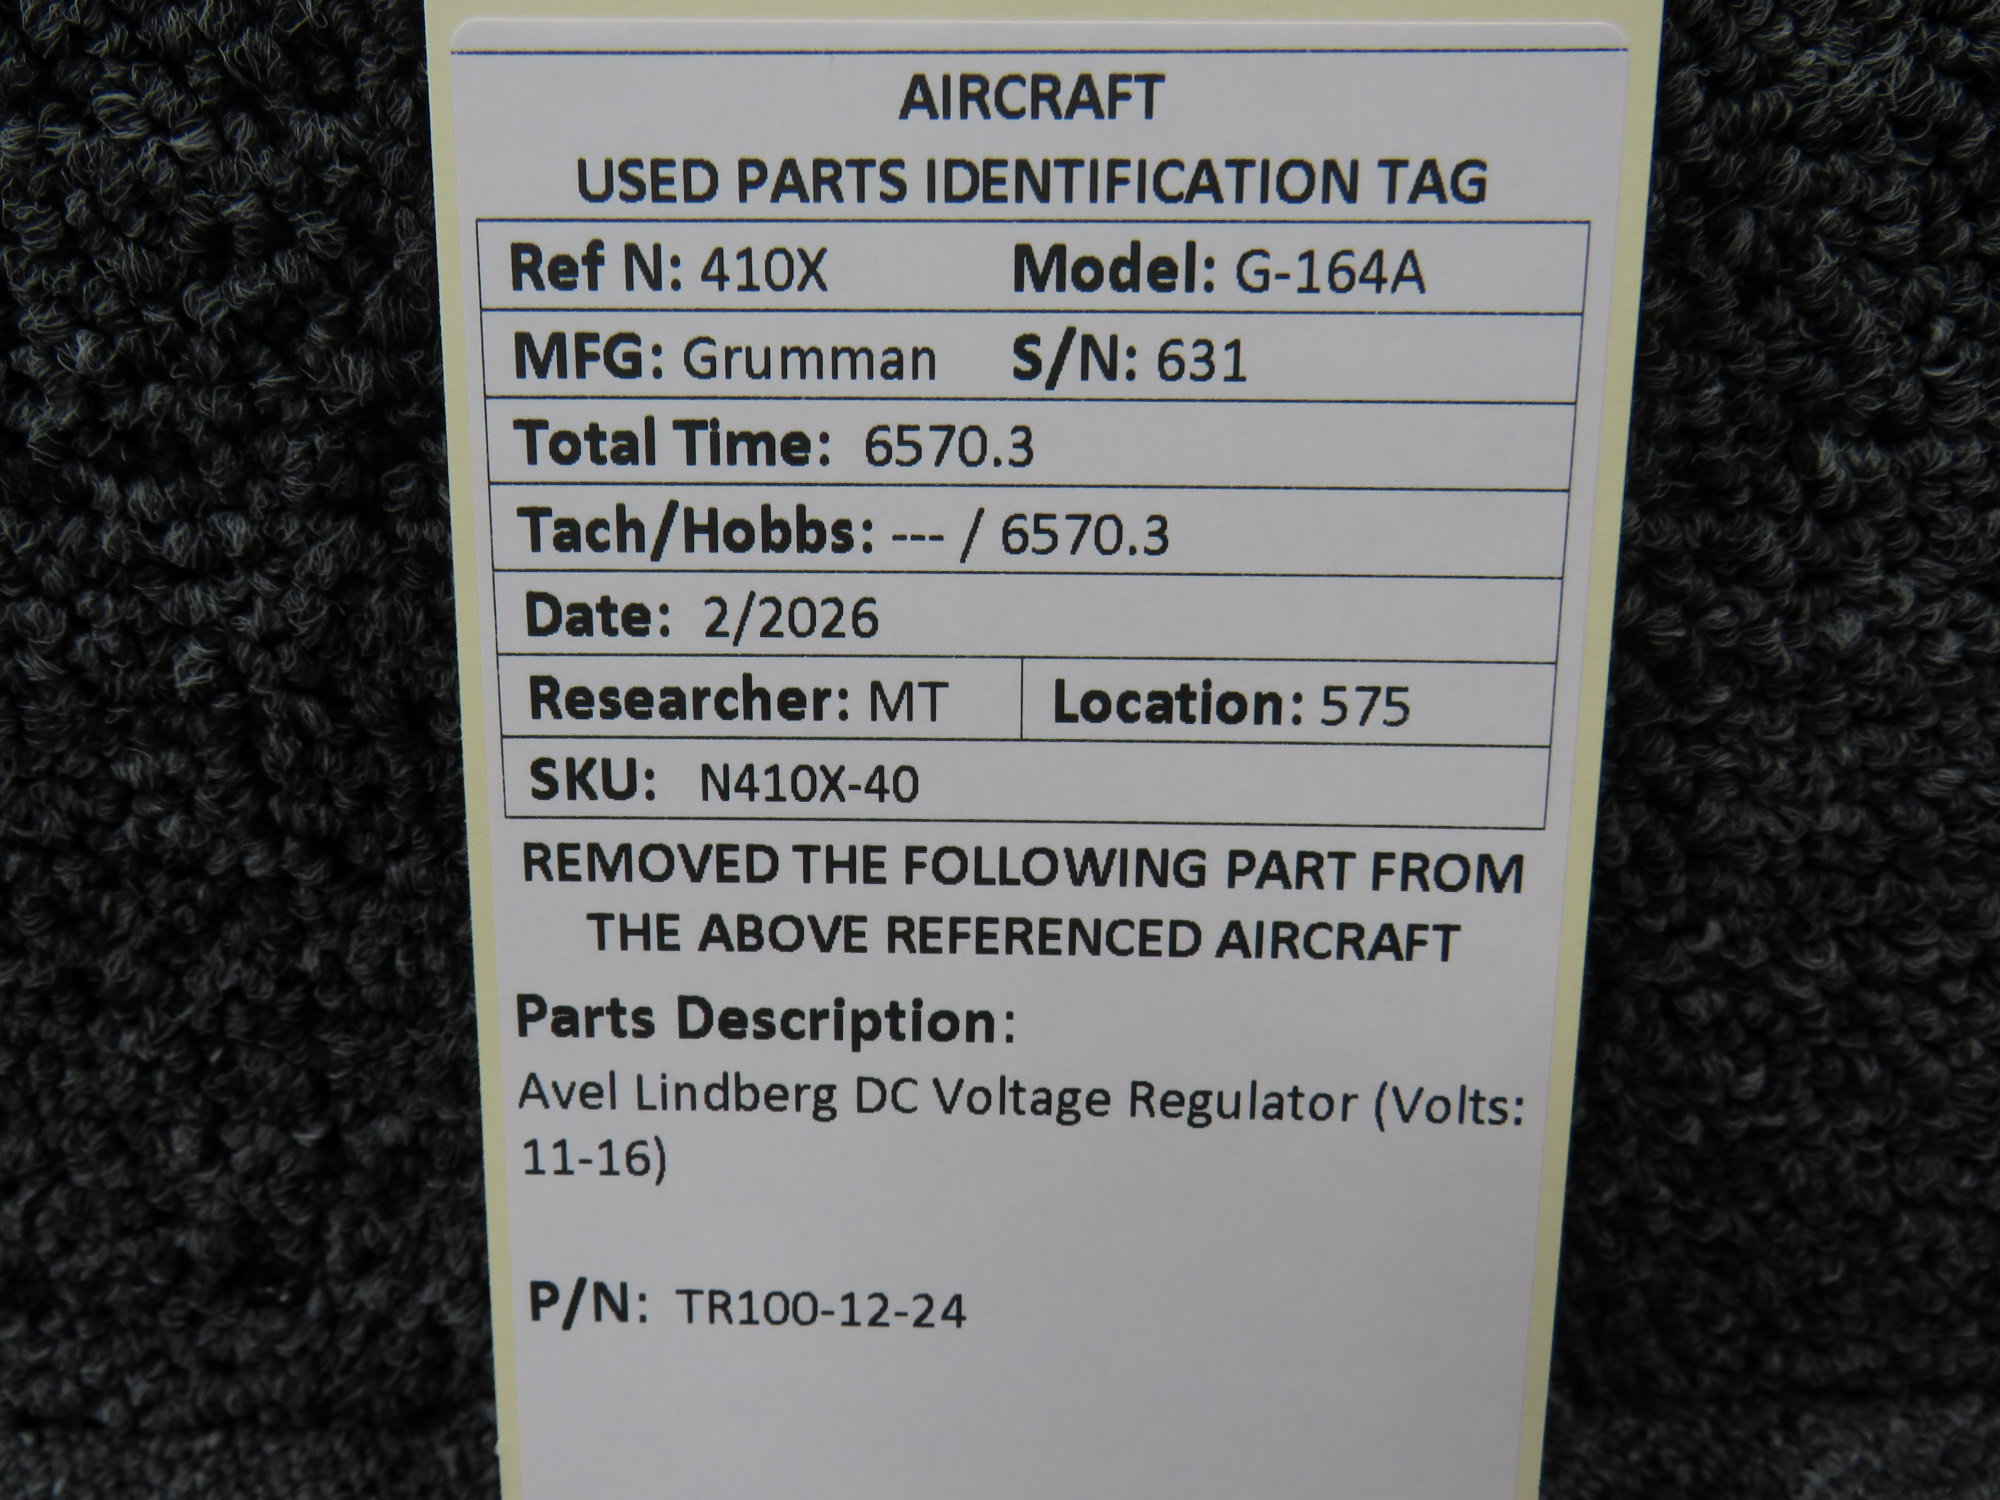 AIRCRAFT
USED PARTS IDENTIFICATION TAG
Ref N: 410X Model: G-164A
MFG: Grumman S/N: 631
Total Time: 6570.3
Tach/Hobbs: --- / 6570.3
Date: 2/2026
Researcher: MT Location: 575
SKU: N410X-40
REMOVED THE FOLLOWING PART FROM
THE ABOVE REFERENCED AIRCRAFT
Parts Description:
Avel Lindberg DC Voltage Regulator (Volts:
11-16)
P/N: TR100-12-24